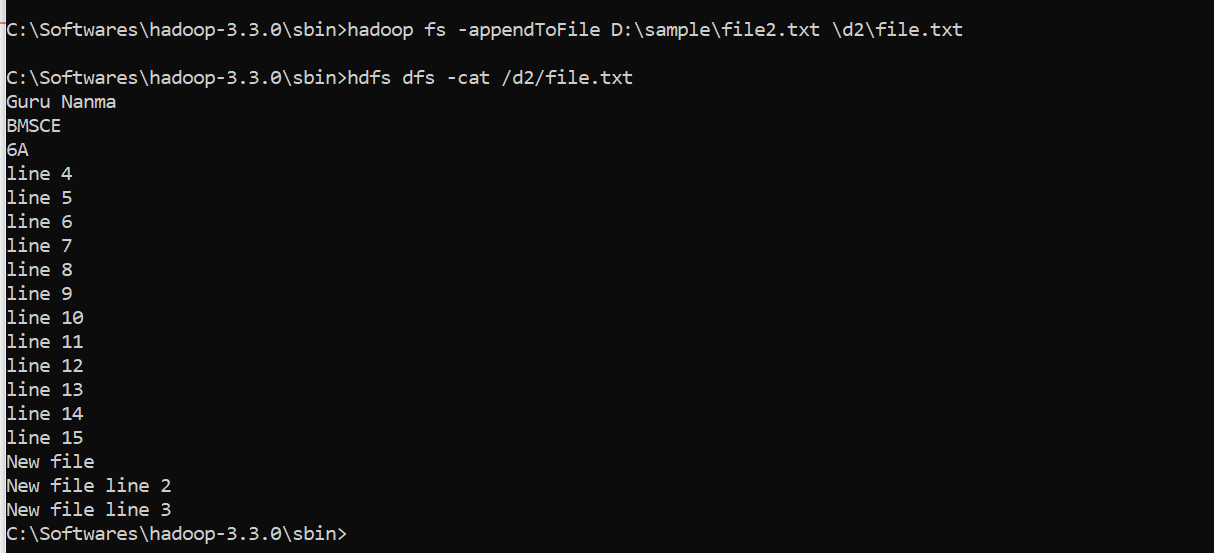 C:\Softwares\hadoop-3.3.0\sbin>hadoop fs -appendToFile D:\sample\file2.txt \d2\file.txt
C:\Softwares\hadoop-3.3.0\sbin>hdfs dfs -cat /d2/file.txt
Guru Nanma
BMSCE
6A
line 4
line 5
line 6
line 7
line 8
line 9
line 10
line 11
line 12
line 13
line 14
line 15
New file
New file line 2
New file line 3
C:\Softwares\hadoop-3.3.0\sbin>